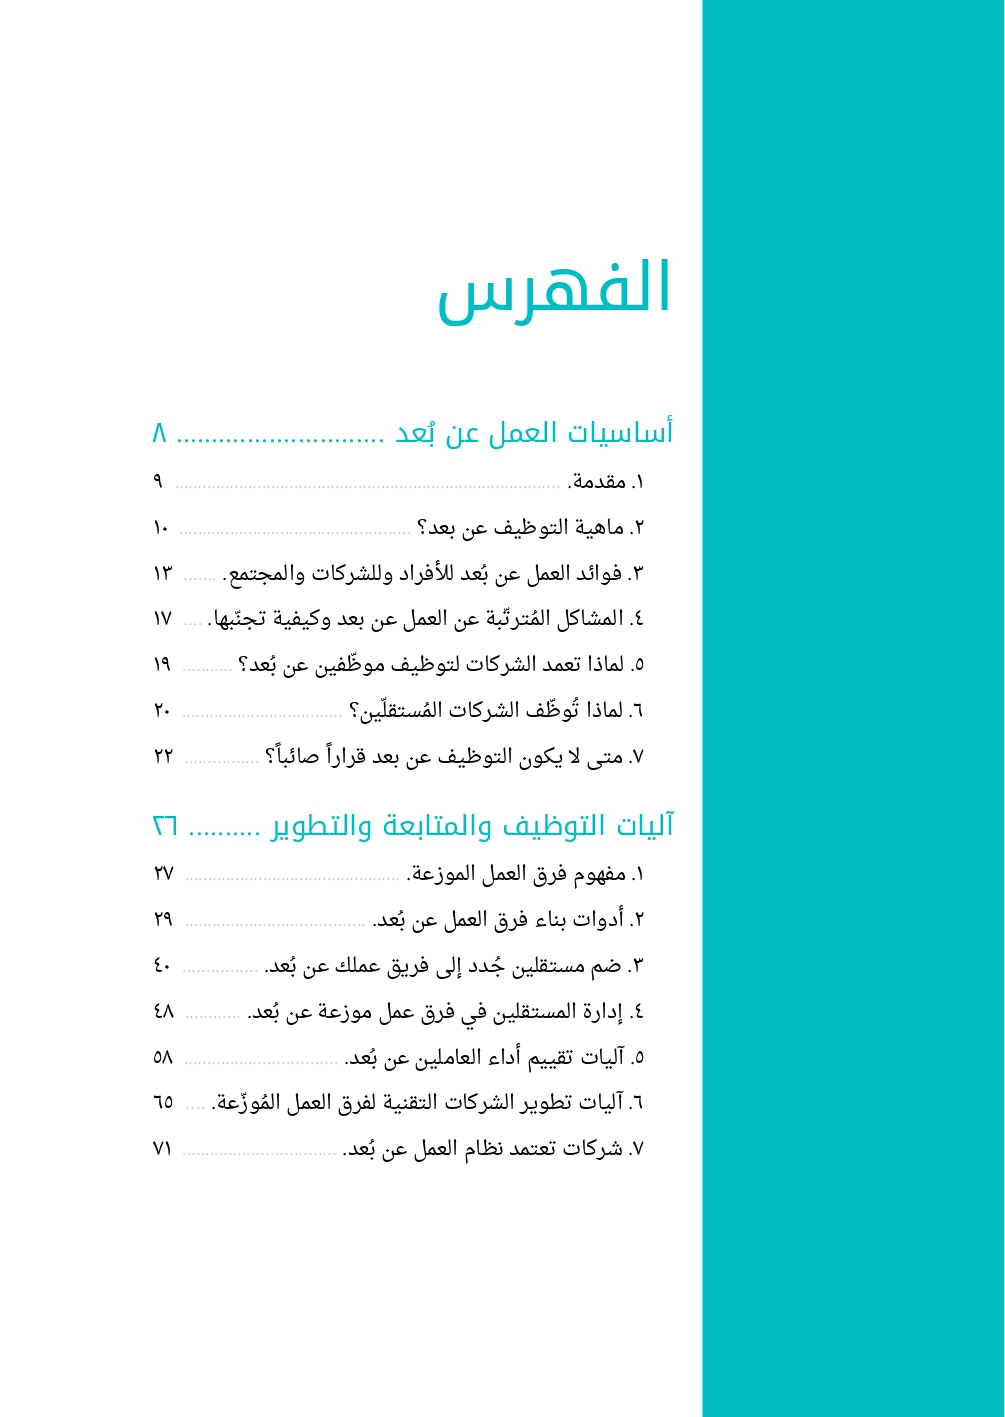 الفهرس
أساسيات العمل عن بُعد ............................. ٨
١. مقدمة. .................................................................................... ٩
٢. ماهية التوظيف عن بعد؟ .................................................. ١٠
٣. فوائد العمل عن بُعد للأفراد وللشركات والمجتمع. ....... ١٣
٤. المشاكل المُترتّبة عن العمل عن بعد وكيفية تجنّبها. .... ١٧
٥. لماذا تعمد الشركات لتوظيف موظّفين عن بُعد؟ ........... ١٩
٦. لماذا تُوظّف الشركات المُستقلّين؟ ................................... ٢٠
٧. متى لا يكون التوظيف عن بعد قراراً صائباً؟ ................ ٢٢
آليات التوظيف والمتابعة والتطوير .......... ٢٦
١. مفهوم فرق العمل الموزعة. .............................................. ٢٧
٢. أدوات بناء فرق العمل عن بُعد. ....................................... ٢٩
٣. ضم مستقلين جُدد إلى فريق عملك عن بُعد. ................ ٤٠
٤. إدارة المستقلين في فرق عمل موزعة عن بُعد. ............ ٤٨
٥. آليات تقييم أداء العاملين عن بُعد. ................................. ٥٨
٦. آليات تطوير الشركات التقنية لفرق العمل المُوزّعة. .... ٦٥
٧. شركات تعتمد نظام العمل عن بُعد. ................................. ٧١